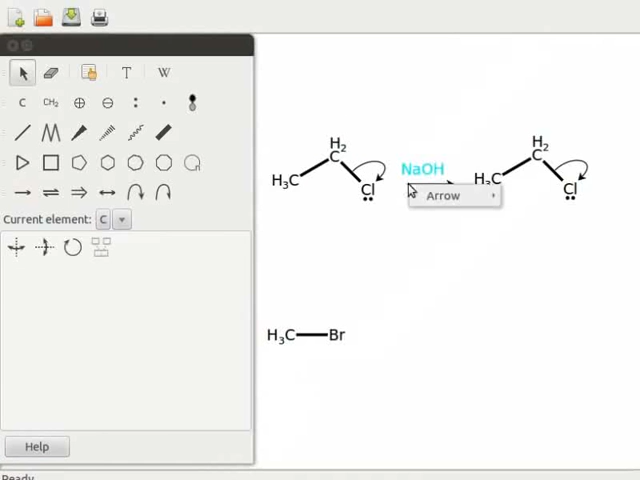 T W
C CH2
Current element: C
Help
Ready
H2
C
H3C
Cl
NaOH
Arrow
H2
C
H3C
Cl
H3C Br